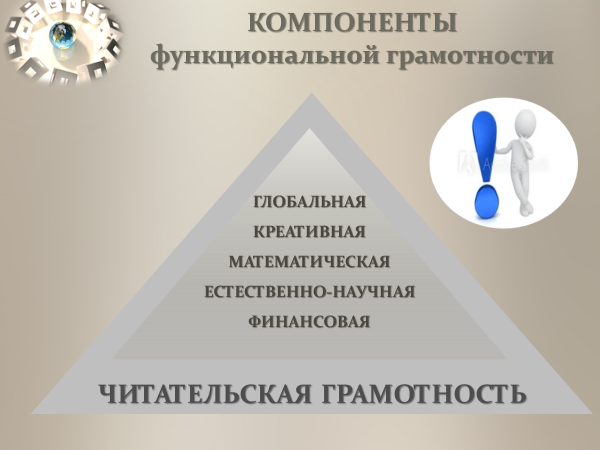 КОМПОНЕНТЫ
функциональной грамотности
ГЛОБАЛЬНАЯ
КРЕАТИВНАЯ
МАТЕМАТИЧЕСКАЯ
ЕСТЕСТВЕННО-НАУЧНАЯ
ФИНАНСОВАЯ
ЧИТАТЕЛЬСКАЯ ГРАМОТНОСТЬ